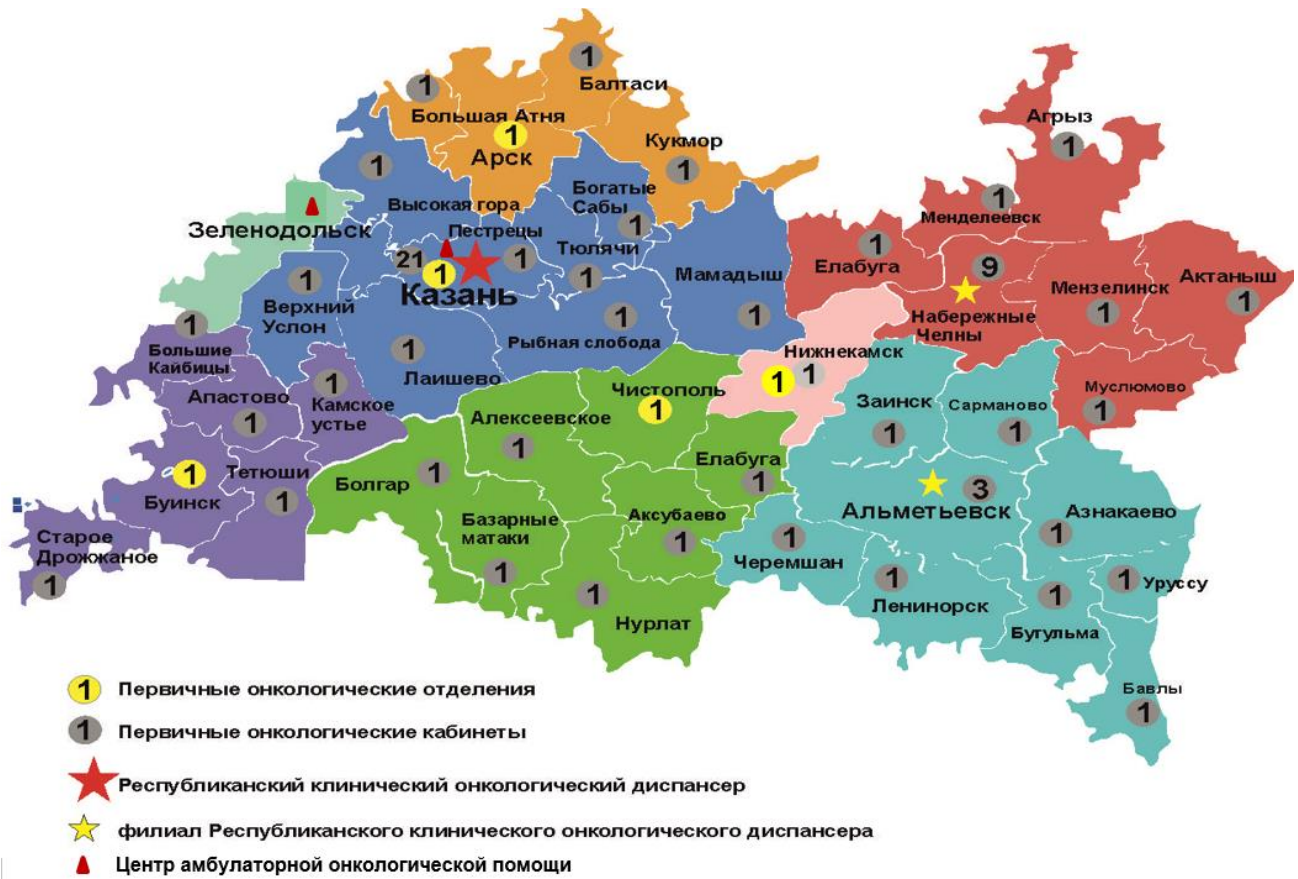 1
Балтаси
1
Большая Атня
1
Арск
Кукмор
1
Агрыз
1
1
Высокая гора
Богатые
Сабы
1
1
Менделеевск
Зеленодольск
Пестрецы
21
1
1
Казань
Тюлячи
1
Мамадыш
1
1
Елабуга
9
Набережные
Челны
Мензелинск
1
Актаныш
1
1
Верхний
Услон
1
Рыбная слобода
1
Большие
Кайбицы
1
Лаишево
Нижнекамск
1
1
Муслюмово
1
Апастово
1
1
Камское
устье
Чистополь
1
Алексеевское
1
Заинск
1
Сарманово
1
1
Буинск
Тетюши
1
Болгар
1
Елабуга
1
3
Альметьевск
Азнакаево
1
Старое
Дрожжаное
1
Базарные
матаки
1
Аксубаево
1
1
Черемшан
1
Нурлат
1
Лениногорск
1
Бугульма
1
Уруссу
Бавлы
1
1 Первичные онкологические отделения
1 Первичные онкологические кабинеты
Республиканский клинический онкологический диспансер
филиал Республиканского клинического онкологического диспансера
Центр амбулаторной онкологической помощи